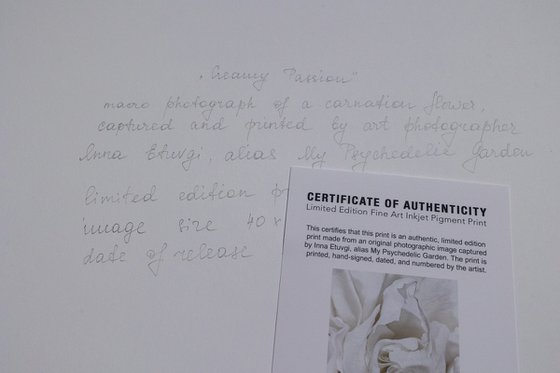 „Creamy Passion"
macro photograph of a carnation flower,
captured and printed by art photographer
Inna Etuvgi, alias My Psychedelic Garden
limited edition
image size 40 x
date of release
CERTIFICATE OF AUTHENTICITY
Limited Edition Fine Art Inkjet Pigment Print
This certifies that this print is an authentic, limited edition
print made from an original photographic image captured
by Inna Etuvgi, alias My Psychedelic Garden. The print is
printed, hand-signed, dated, and numbered by the artist.